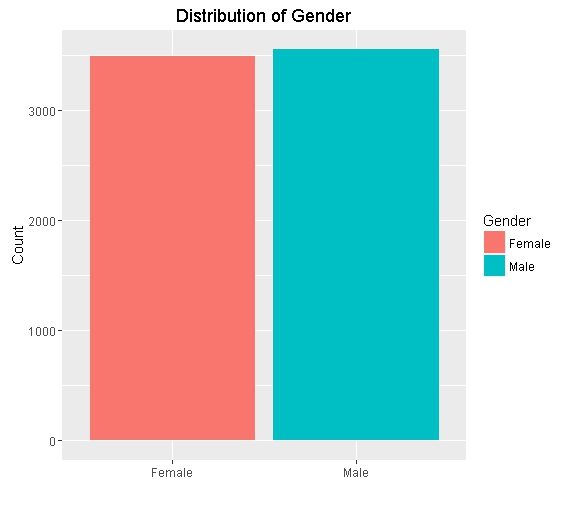 Distribution of Gender
3000
2000
1000
0
Count
Female
Male
Gender
Female
Male